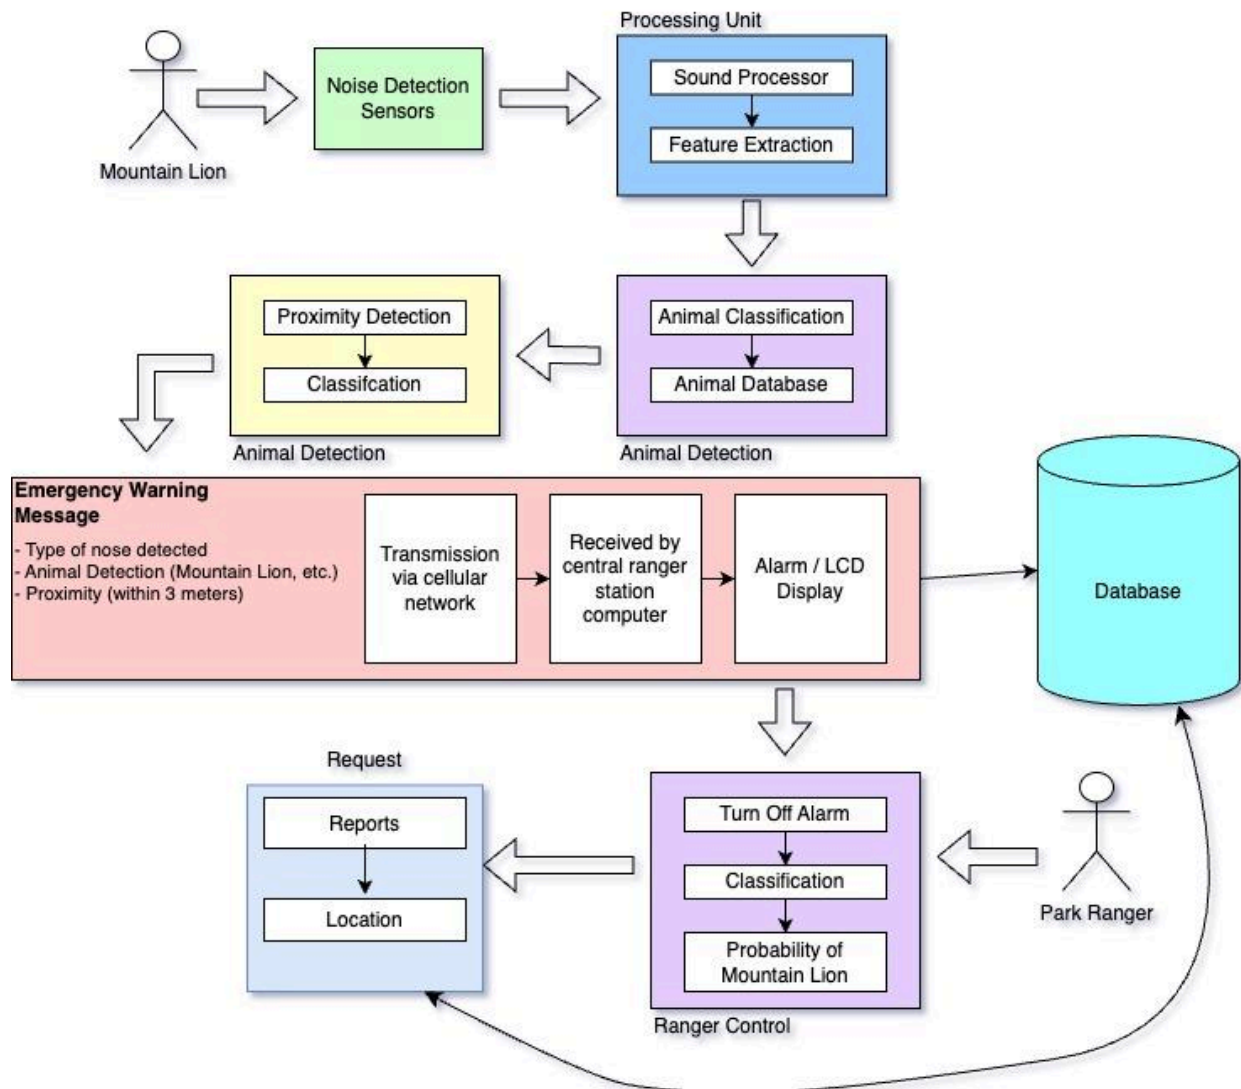 Processing Unit
Noise Detection
Sensors
Sound Processor
Feature Extraction
Mountain Lion
Proximity Detection
Classifcation
Animal Detection
Animal Classification
Animal Database
Animal Detection
Emergency Warning
Message
- Type of nose detected
- Animal Detection (Mountain Lion, etc.)
- Proximity (within 3 meters)
Transmission
via cellular
network
Received by
central ranger
station
computer
Alarm / LCD
Display
Database
Request
Reports
Location
Turn Off Alarm
Classification
Probability of
Mountain Lion
Ranger Control
Park Ranger